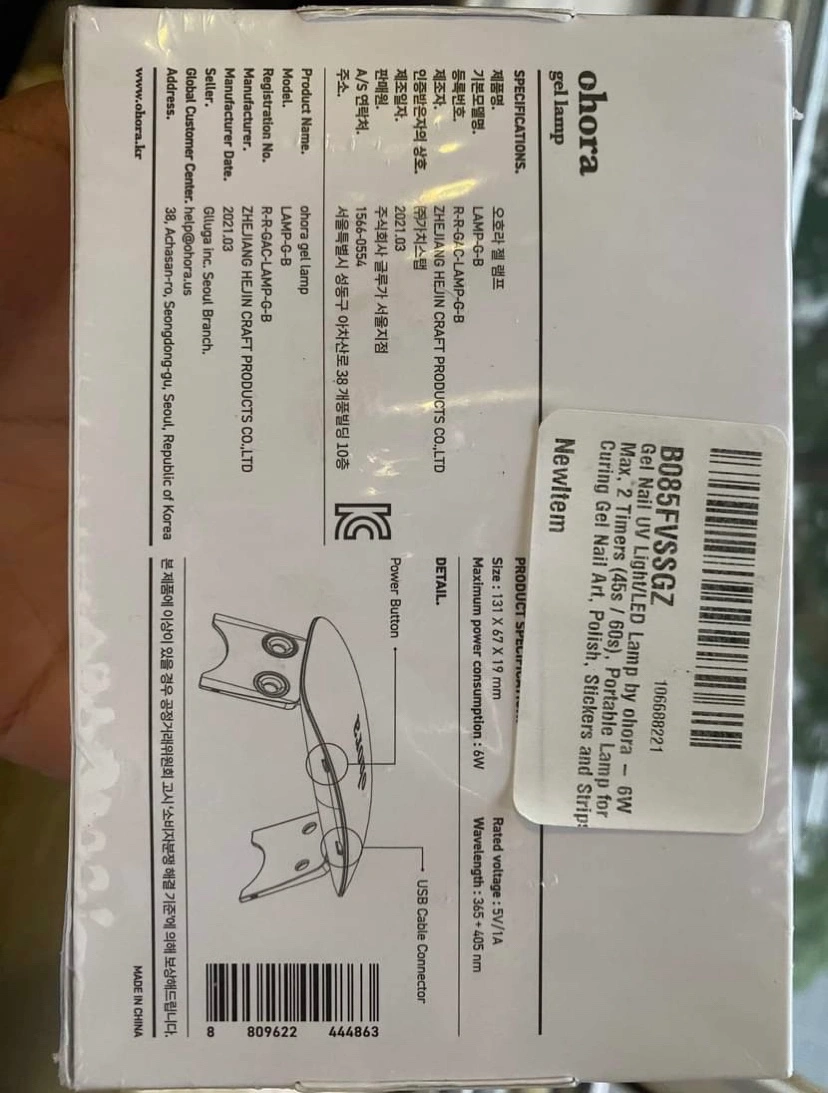 ohora
gel lamp
SPECIFICATIONS.
제품명. 오호라 젤 램프
기본모델명. LAMP-G-B
등록번호. R-R-GAC-LAMP-G-B
제조자. ZHEJIANG HEJIN CRAFT PRODUCTS CO.,LTD
인증받은자의 상호. (주)가치스탭
제조일자. 2021.03
판매원. 주식회사 글루가 서울지점
A/S 연락처. 1566-0554
주소. 서울특별시 성동구 아차산로 38 개풍빌딩 10층
Product Name. ohora gel lamp
Model. LAMP-G-B
Registration No. R-R-GAC-LAMP-G-B
Manufacturer. ZHEJIANG HEJIN CRAFT PRODUCTS CO.,LTD
Manufacturer Date. 2021.03
Seller. Glluga inc. Seoul Branch.
Global Customer Center. help@ohora.us
Address. 38, Achasan-ro, Seongdong-gu, Seoul, Republic of Korea
www.ohora.kr
B085FVSSGZ 106688221
Gel Nail UV Light/LED Lamp by ohora – 6W
Max, 2 Timers (45s / 60s), Portable Lamp for
Curing Gel Nail Art, Polish, Stickers and Strips
NewItem
PRODUCT SPECIFICATION.
Size : 131 X 67 X 19 mm Rated voltage : 5V/1A
Maximum power consumption : 6W Wavelength : 365 + 405 nm
DETAIL.
Power Button
USB Cable Connector
ohora
8 809622 444863
본 제품에 이상이 있을 경우 공정거래위원회 고시 '소비자분쟁 해결 기준'에 의해 보상해드립니다.
MADE IN CHINA